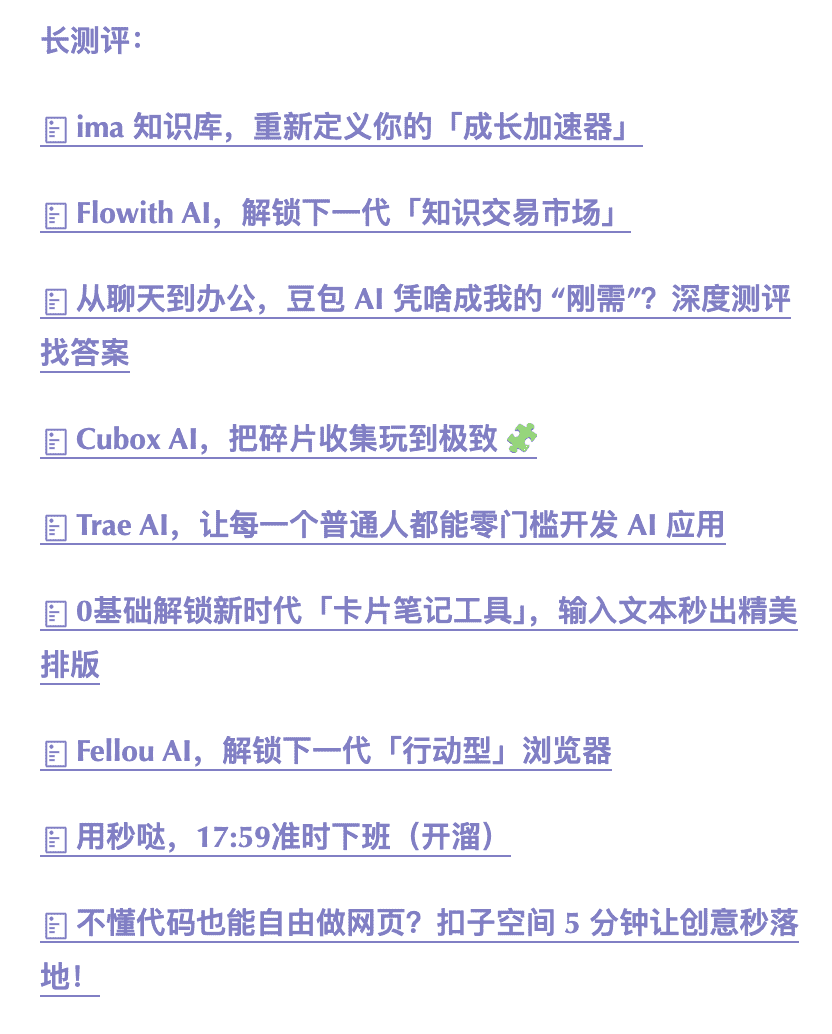 长测评：
ima 知识库，重新定义你的「成长加速器」
Flowith AI，解锁下一代「知识交易市场」
从聊天到办公，豆包 AI 凭啥成我的 “刚需”？深度测评
找答案
Cubox AI，把碎片收集玩到极致 🧩
Trae AI，让每一个普通人都能零门槛开发 AI 应用
0基础解锁新时代「卡片笔记工具」，输入文本秒出精美
排版
Fellou AI，解锁下一代「行动型」浏览器
用秒哒，17:59准时下班（开溜）
不懂代码也能自由做网页？扣子空间 5 分钟让创意秒落
地！